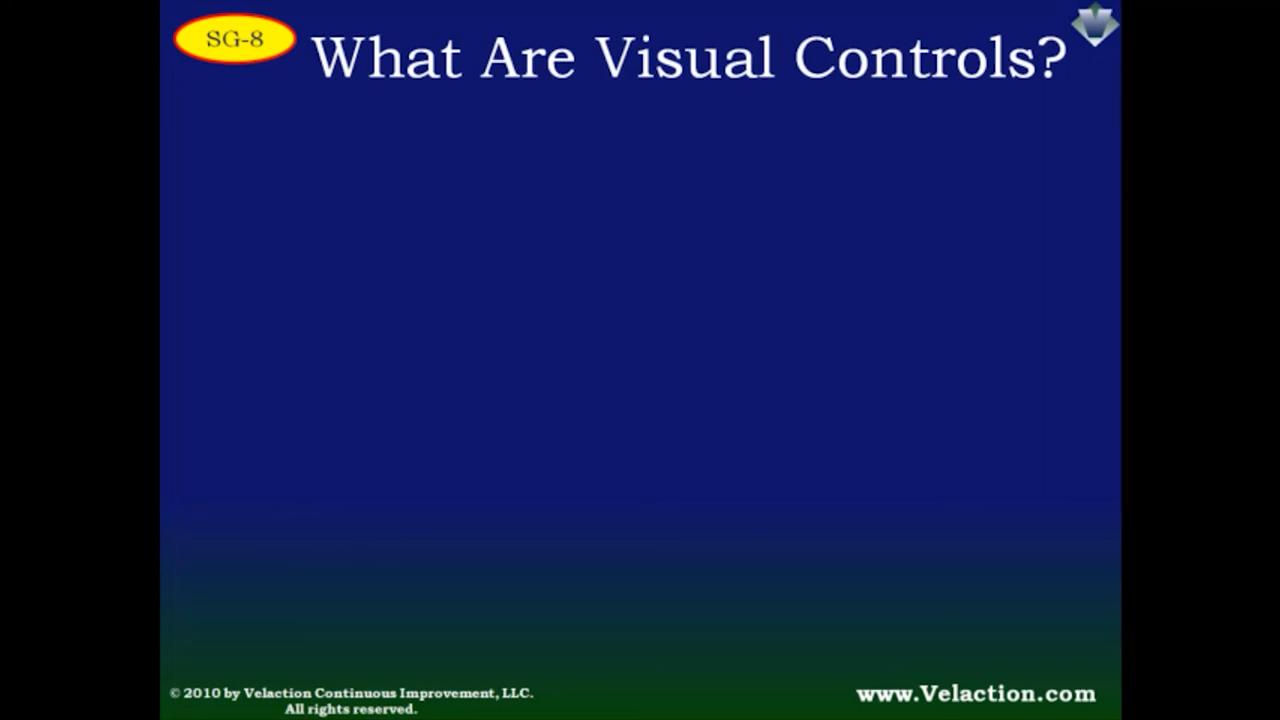 SG-8
What Are Visual Controls?
© 2010 by Velaction Continuous Improvement, LLC.
All rights reserved.
www.Velaction.com